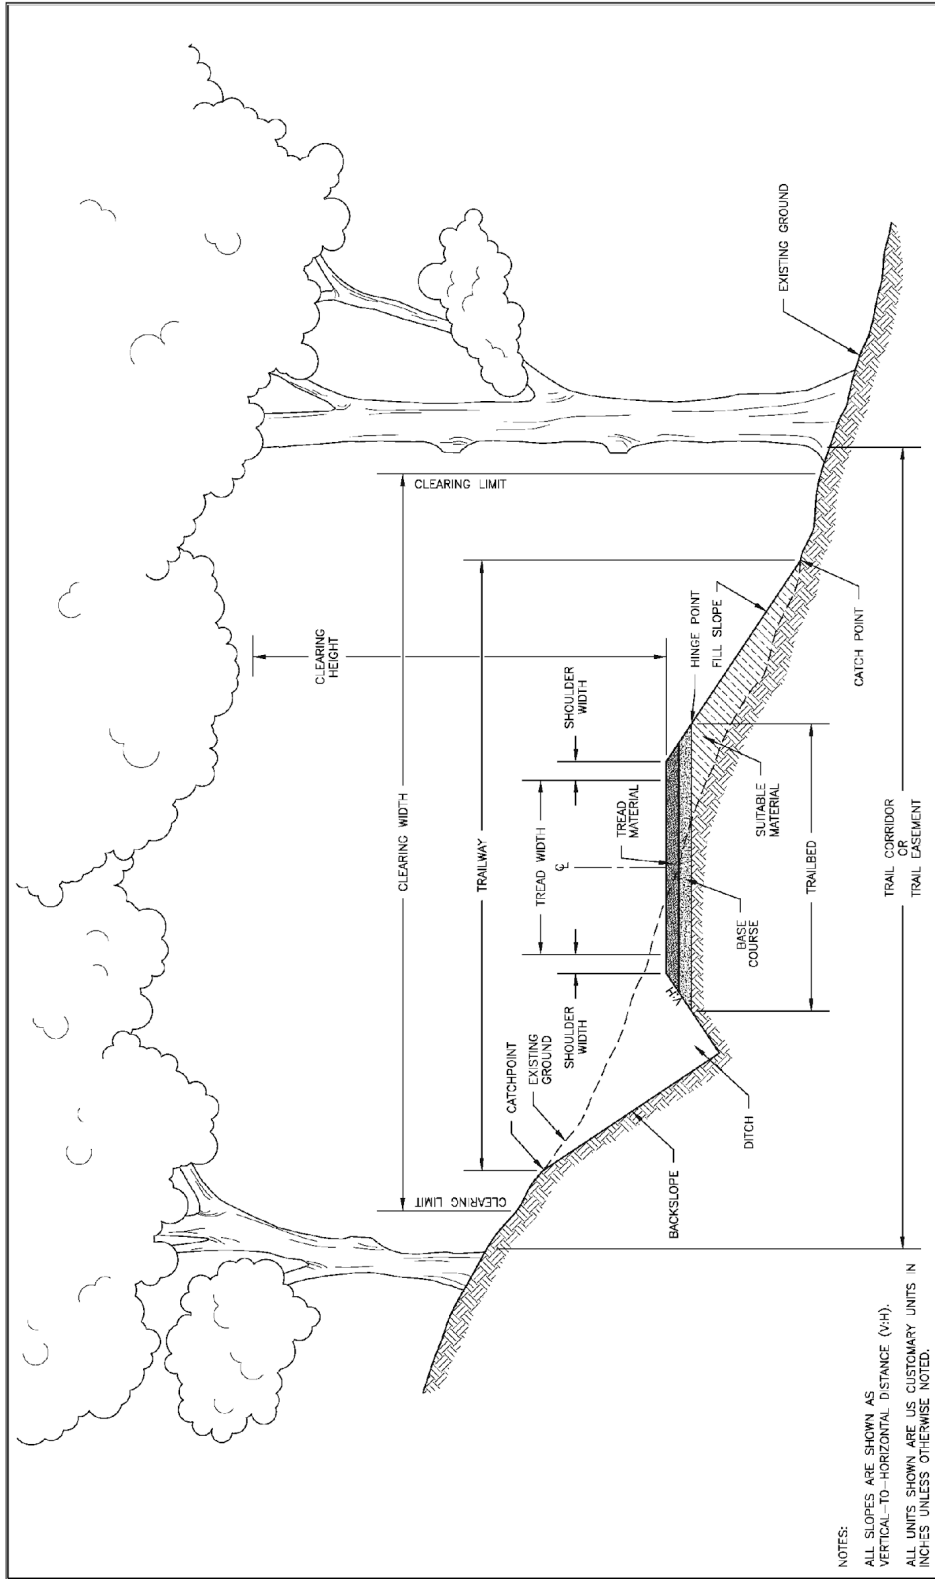 CLEARING LIMIT
CLEARING WIDTH
CLEARING
HEIGHT
CLEARING LIMIT
TRAILWAY
CATCHPOINT
EXISTING
GROUND
SHOULDER
WIDTH
TREAD WIDTH
℄
SHOULDER
WIDTH
V:H
TREAD
MATERIAL
HINGE POINT
FILL SLOPE
EXISTING GROUND
BACKSLOPE
DITCH
BASE
COURSE
SUITABLE
MATERIAL
CATCH POINT
TRAILBED
TRAIL CORRIDOR
OR
TRAIL EASEMENT
NOTES:
ALL SLOPES ARE SHOWN AS
VERTICAL-TO-HORIZONTAL DISTANCE (V:H).
ALL UNITS SHOWN ARE US CUSTOMARY UNITS IN
INCHES UNLESS OTHERWISE NOTED.